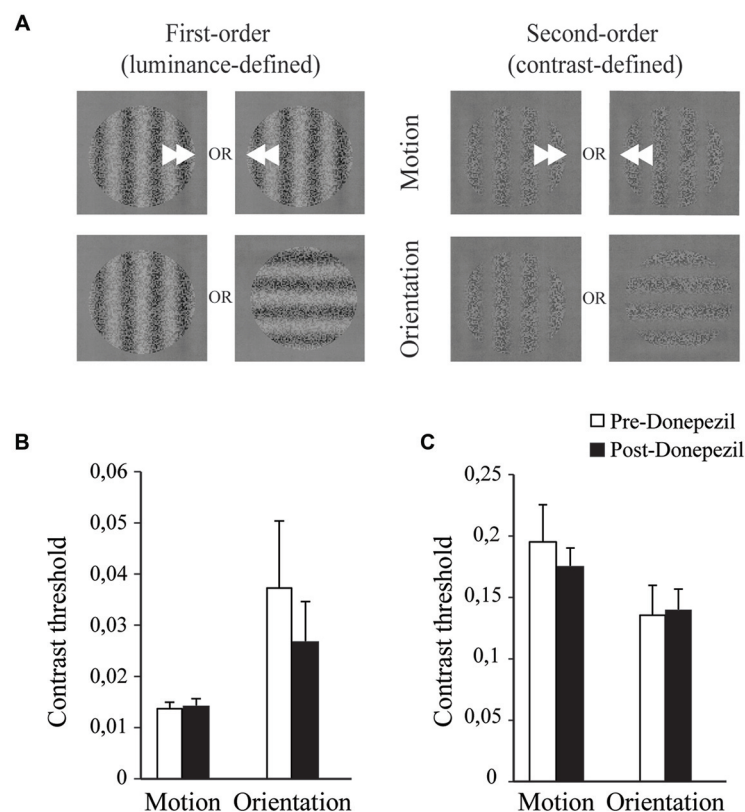 A
First-order
(luminance-defined)
Second-order
(contrast-defined)
OR
OR
Motion
OR
OR
Orientation
B
0,06
0,05
0,04
0,03
0,02
0,01
0
Contrast threshold
Motion Orientation
C
Pre-Donepezil
Post-Donepezil
0,25
0,2
0,15
0,1
0,05
0
Contrast threshold
Motion Orientation